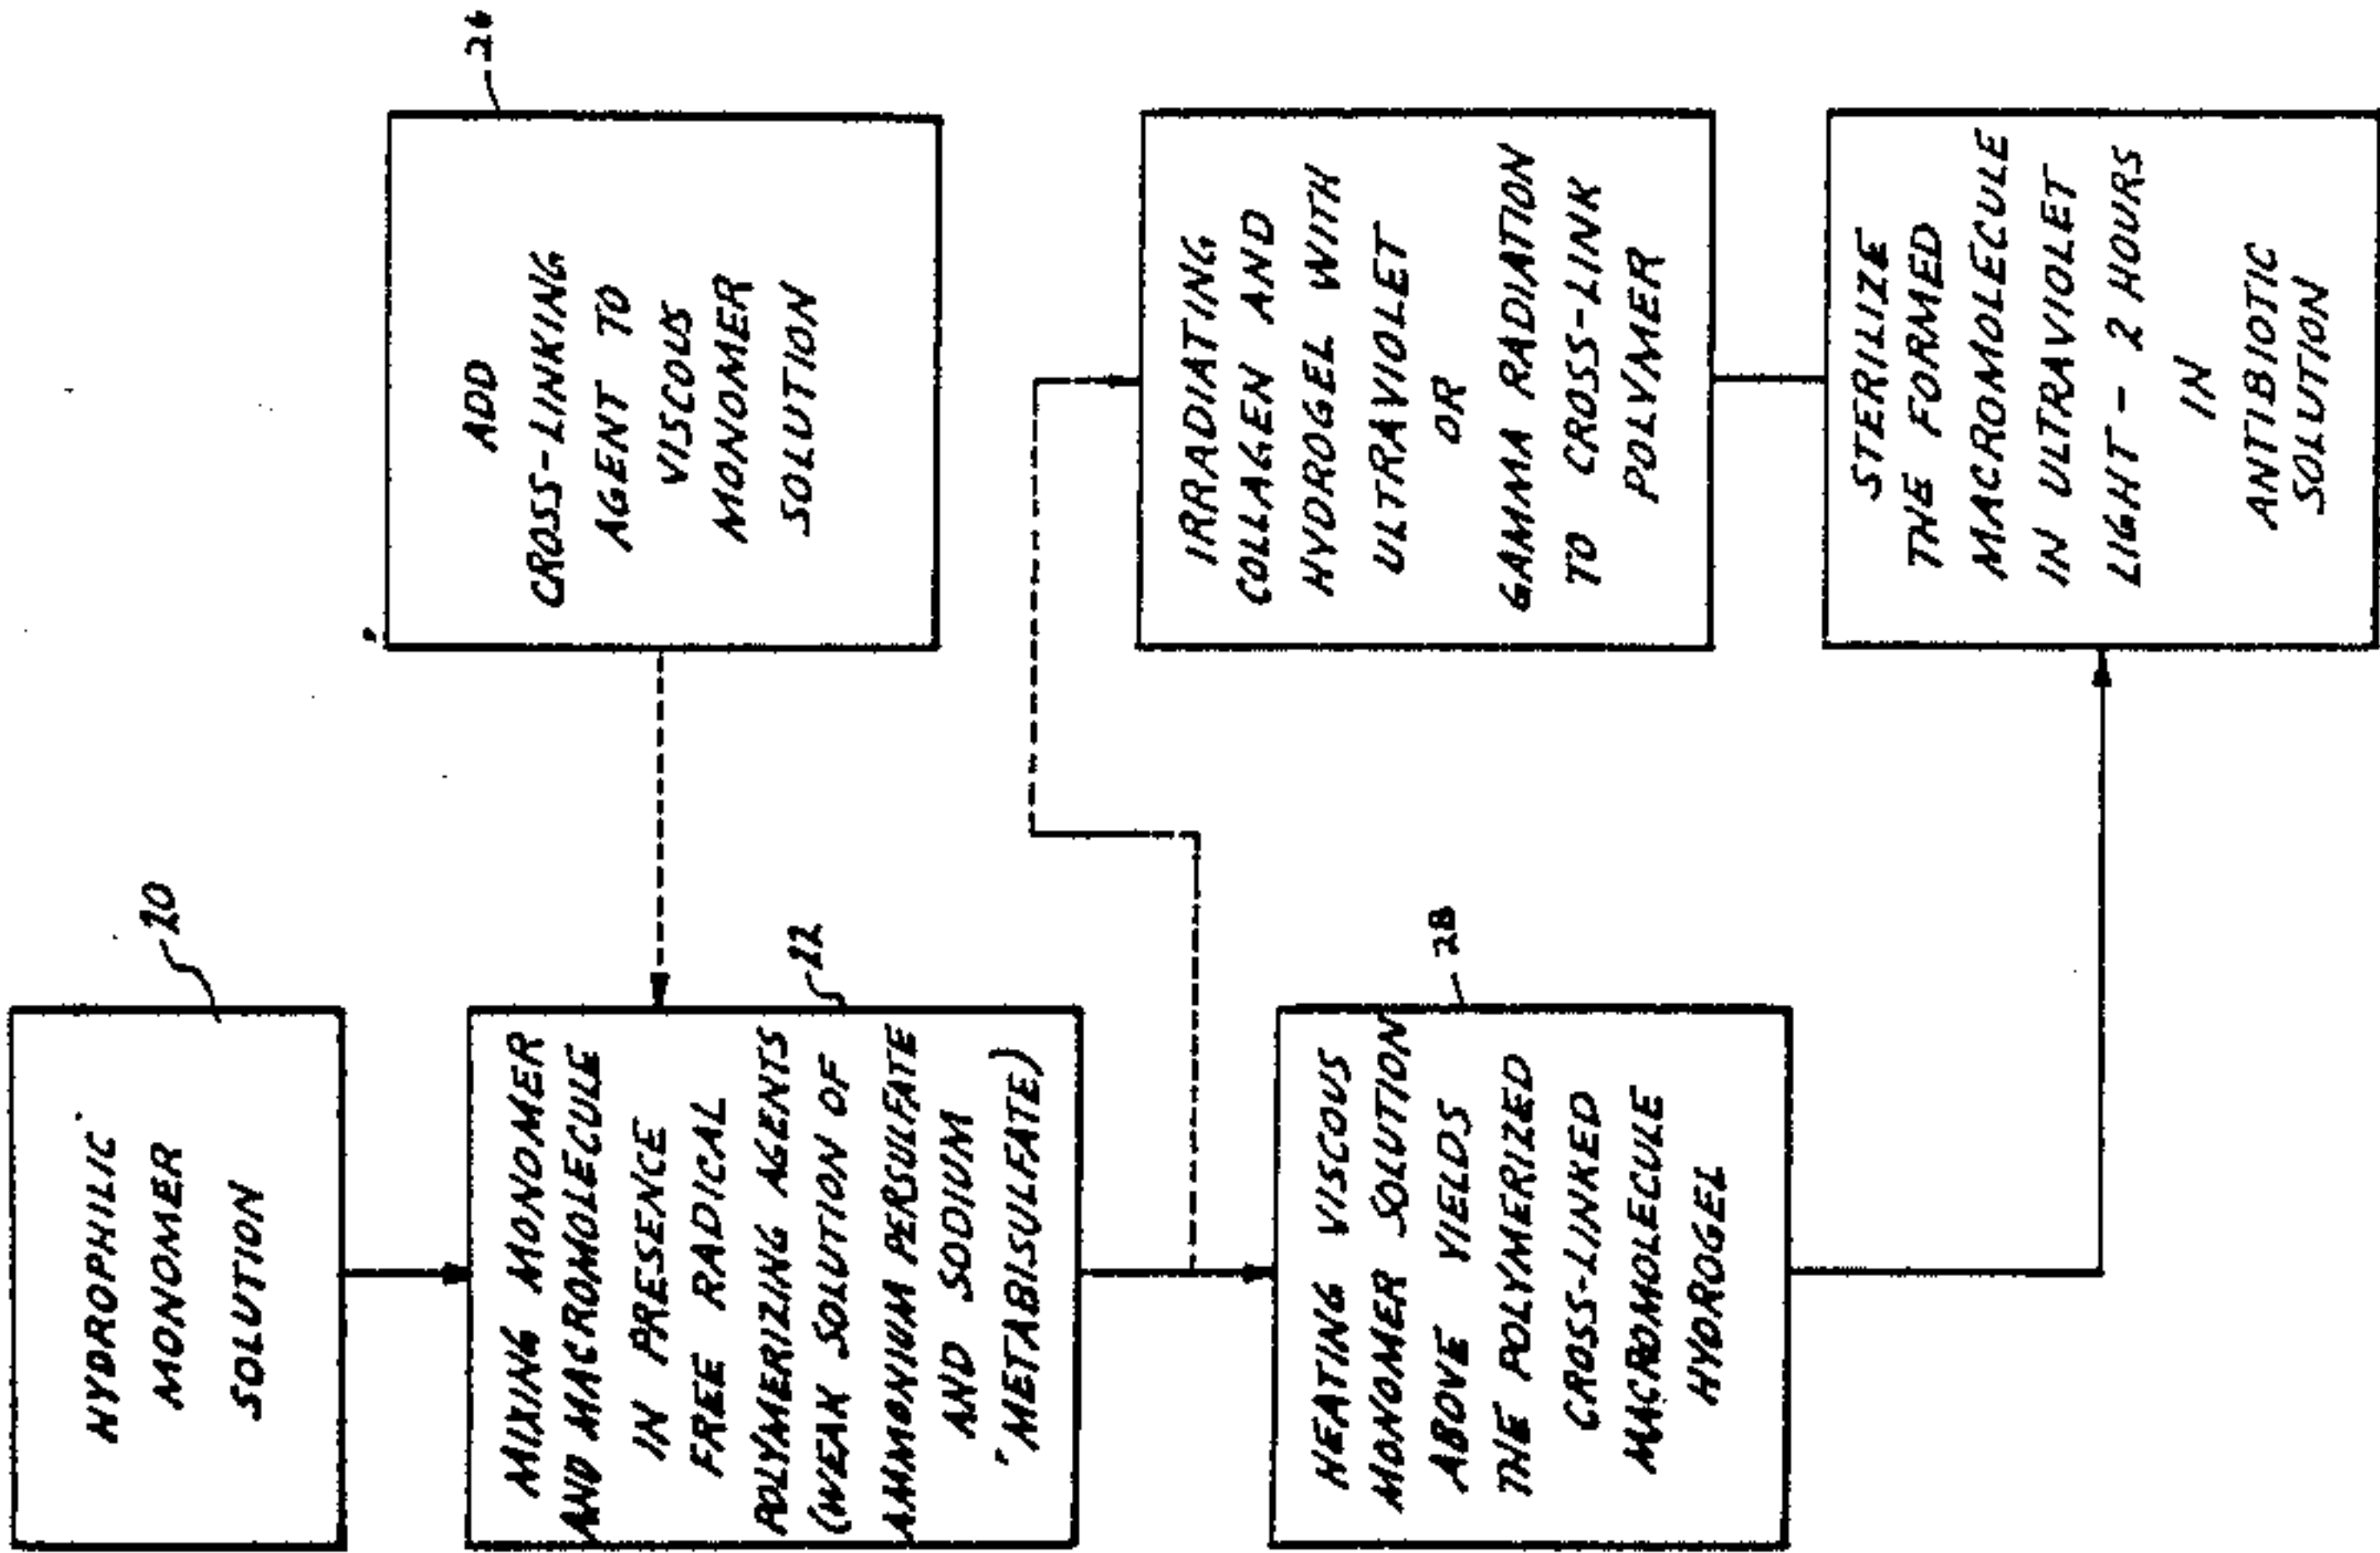 HYDROPHILIC
MONOMER
SOLUTION
10
MIXING MONOMER
AND MACROMOLECULE
IN PRESENCE
FREE RADICAL
POLYMERIZING AGENTS
(WEAK SOLUTION OF
AMMONIUM PERSULFATE
AND SODIUM
METABISULFATE)
22
ADD
CROSS-LINKING
AGENT TO
VISCOUS
MONOMER
SOLUTION
26
HEATING VISCOUS
MONOMER SOLUTION
ABOVE YIELDS
THE POLYMERIZED
CROSS-LINKED
MACROMOLECULE
HYDROGEL
28
IRRADIATING
COLLAGEN AND
HYDROGEL WITH
ULTRAVIOLET
OR
GAMMA RADIATION
TO CROSS-LINK
POLYMER
STERILIZE
THE FORMED
MACROMOLECULE
IN ULTRAVIOLET
LIGHT - 2 HOURS
IN
ANTIBIOTIC
SOLUTION